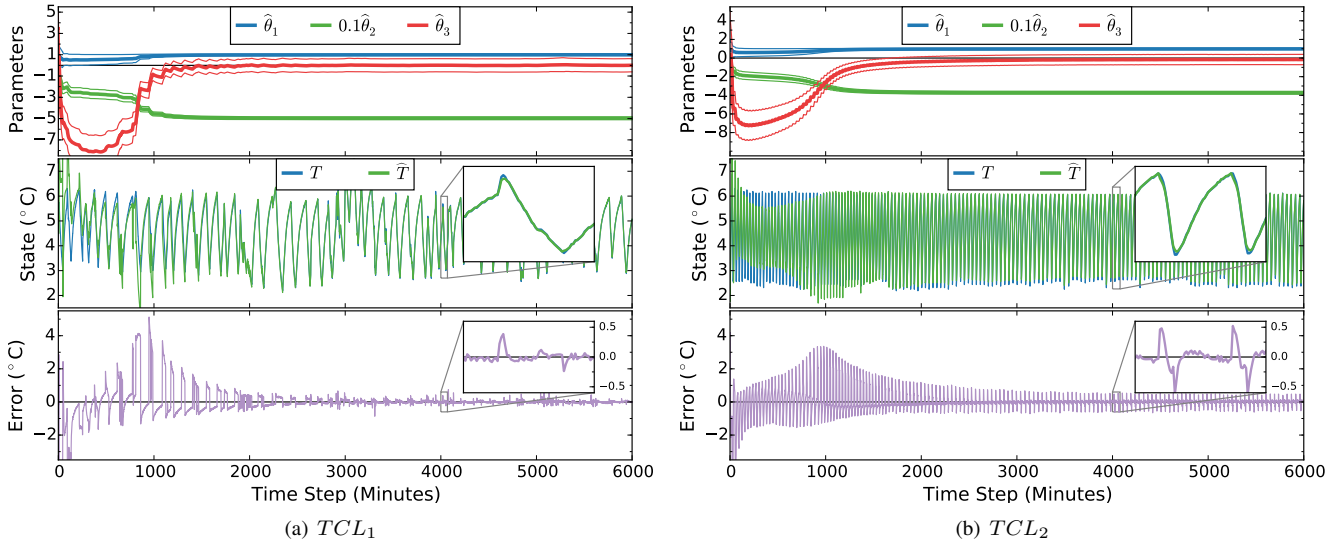 5
3
1
−1
−3
−5
−7
Parameters
θ̂₁ 0.1θ̂₂ θ̂₃
7
6
5
4
3
2
State (°C)
T T̂
4
2
0
−2
Error (°C)
0.5
0.0
−0.5
0 1000 2000 3000 4000 5000 6000
Time Step (Minutes)
(a) TCL₁
4
2
0
−2
−4
−6
−8
Parameters
θ̂₁ 0.1θ̂₂ θ̂₃
7
6
5
4
3
2
State (°C)
T T̂
4
2
0
−2
Error (°C)
0.5
0.0
−0.5
0 1000 2000 3000 4000 5000 6000
Time Step (Minutes)
(b) TCL₂